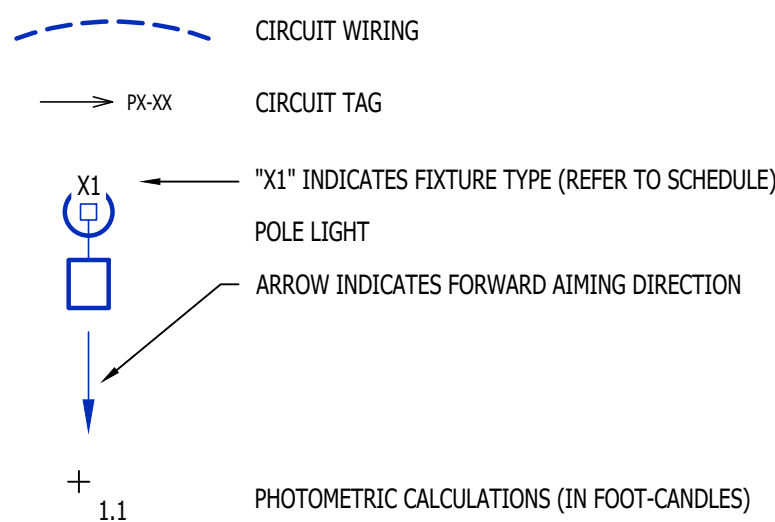 CIRCUIT WIRING
PX-XX CIRCUIT TAG
X1 "X1" INDICATES FIXTURE TYPE (REFER TO SCHEDULE)
POLE LIGHT
ARROW INDICATES FORWARD AIMING DIRECTION
1.1 PHOTOMETRIC CALCULATIONS (IN FOOT-CANDLES)